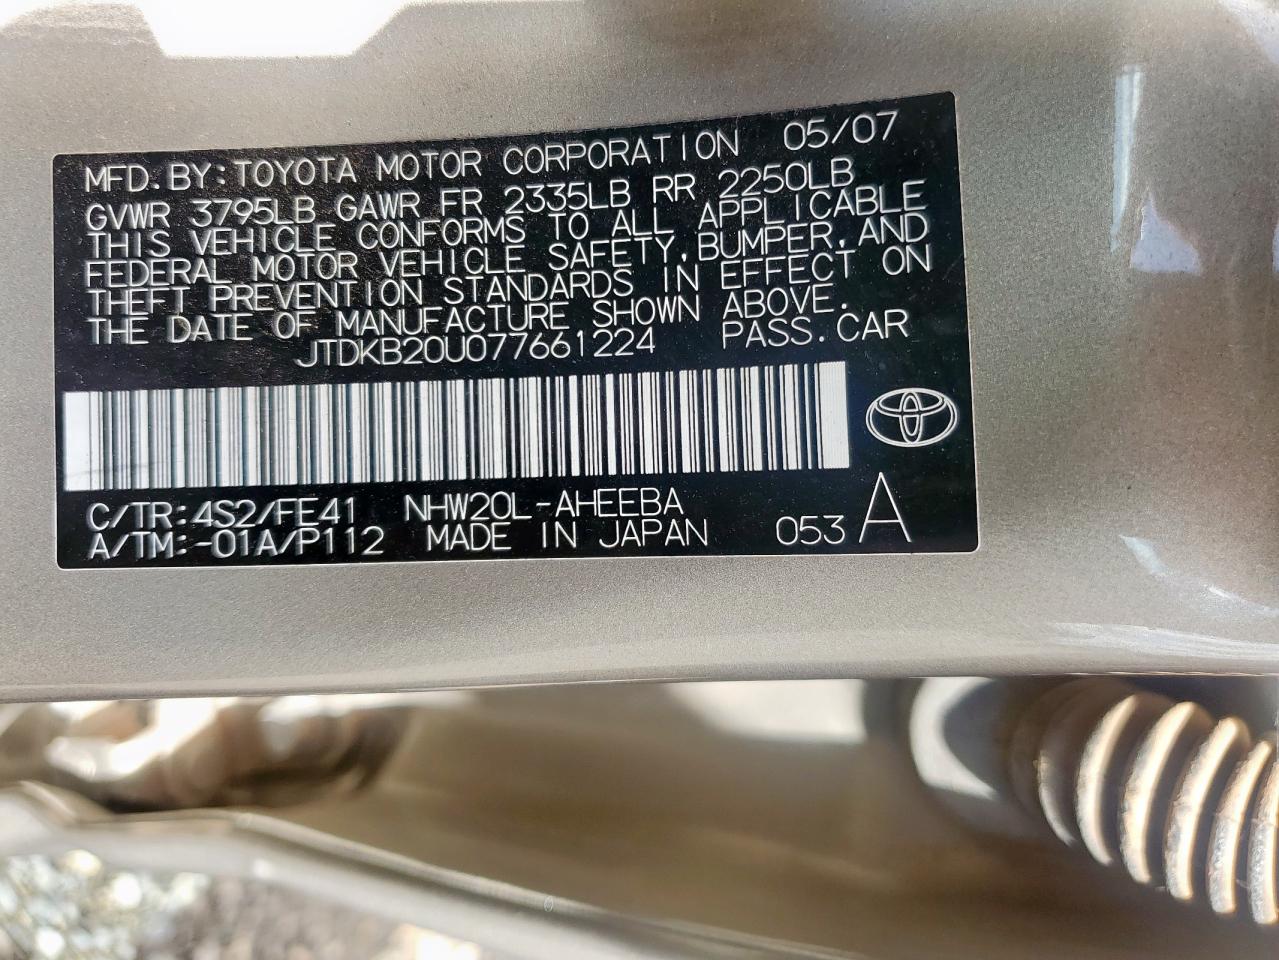 MFD.BY:TOYOTA MOTOR CORPORATION 05/07
GVWR 3795LB GAWR FR 2335LB RR 2250LB
THIS VEHICLE CONFORMS TO ALL APPLICABLE
FEDERAL MOTOR VEHICLE SAFETY,BUMPER,AND
THEFT PREVENTION STANDARDS IN EFFECT ON
THE DATE OF MANUFACTURE SHOWN ABOVE.
JTDKB20U077661224 PASS.CAR
C/TR:4S2/FE41 NHW20L-AHEEBA
A/TM:-01A/P112 MADE IN JAPAN 053 A